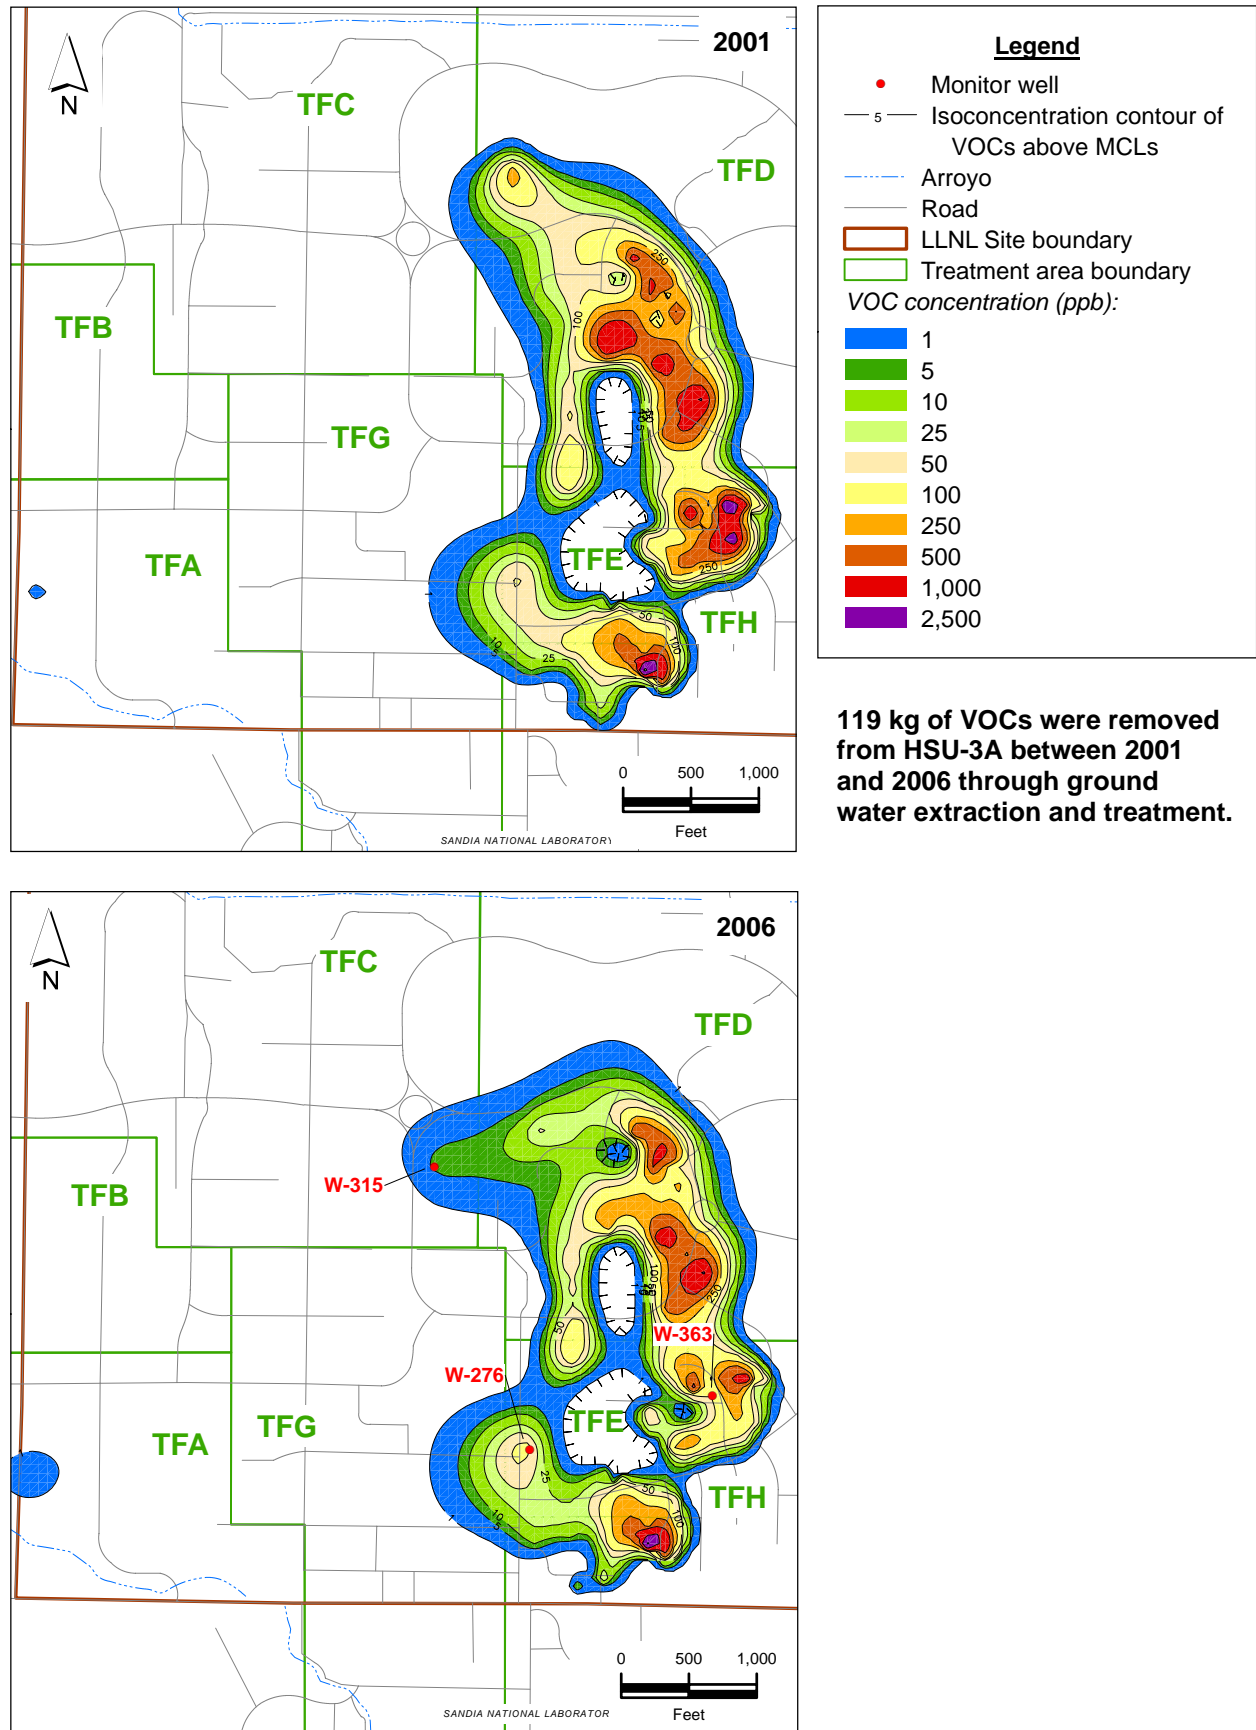 2001
N
TFC
TFD
250
100
TFB
TFG
50
5
TFE
TFA
250
TFH
50
100
10
5
25
0 500 1,000
Feet
SANDIA NATIONAL LABORATORY
Legend
Monitor well
5 Isoconcentration contour of
VOCs above MCLs
Arroyo
Road
LLNL Site boundary
Treatment area boundary
VOC concentration (ppb):
1
5
10
25
50
100
250
500
1,000
2,500
119 kg of VOCs were removed
from HSU-3A between 2001
and 2006 through ground
water extraction and treatment.
2006
N
TFC
TFD
W-315
TFB
100
50
250
50
W-363
W-276
TFE
TFG
TFA
25
TFH
50
100
10
5
0 500 1,000
Feet
SANDIA NATIONAL LABORATOR